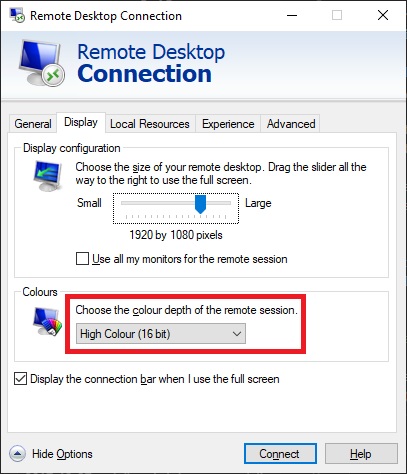 Remote Desktop Connection
Remote Desktop
Connection
General Display Local Resources Experience Advanced
Display configuration
Choose the size of your remote desktop. Drag the slider all the
way to the right to use the full screen.
Small Large
1920 by 1080 pixels
Use all my monitors for the remote session
Colours
Choose the colour depth of the remote session.
High Colour (16 bit)
Display the connection bar when I use the full screen
Hide Options Connect Help